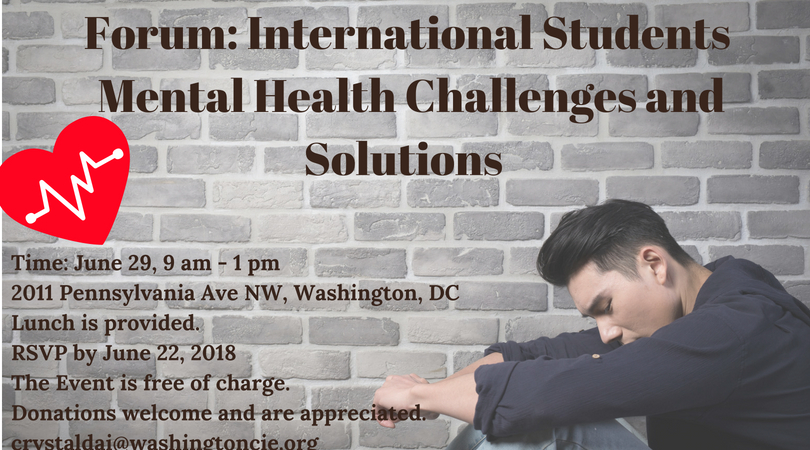 Forum: International Students
Mental Health Challenges and
Solutions
Time: June 29, 9 am - 1 pm
2011 Pennsylvania Ave NW, Washington, DC
Lunch is provided.
RSVP by June 22, 2018
The Event is free of charge.
Donations welcome and are appreciated.
crystaldai@washingtoncie.org